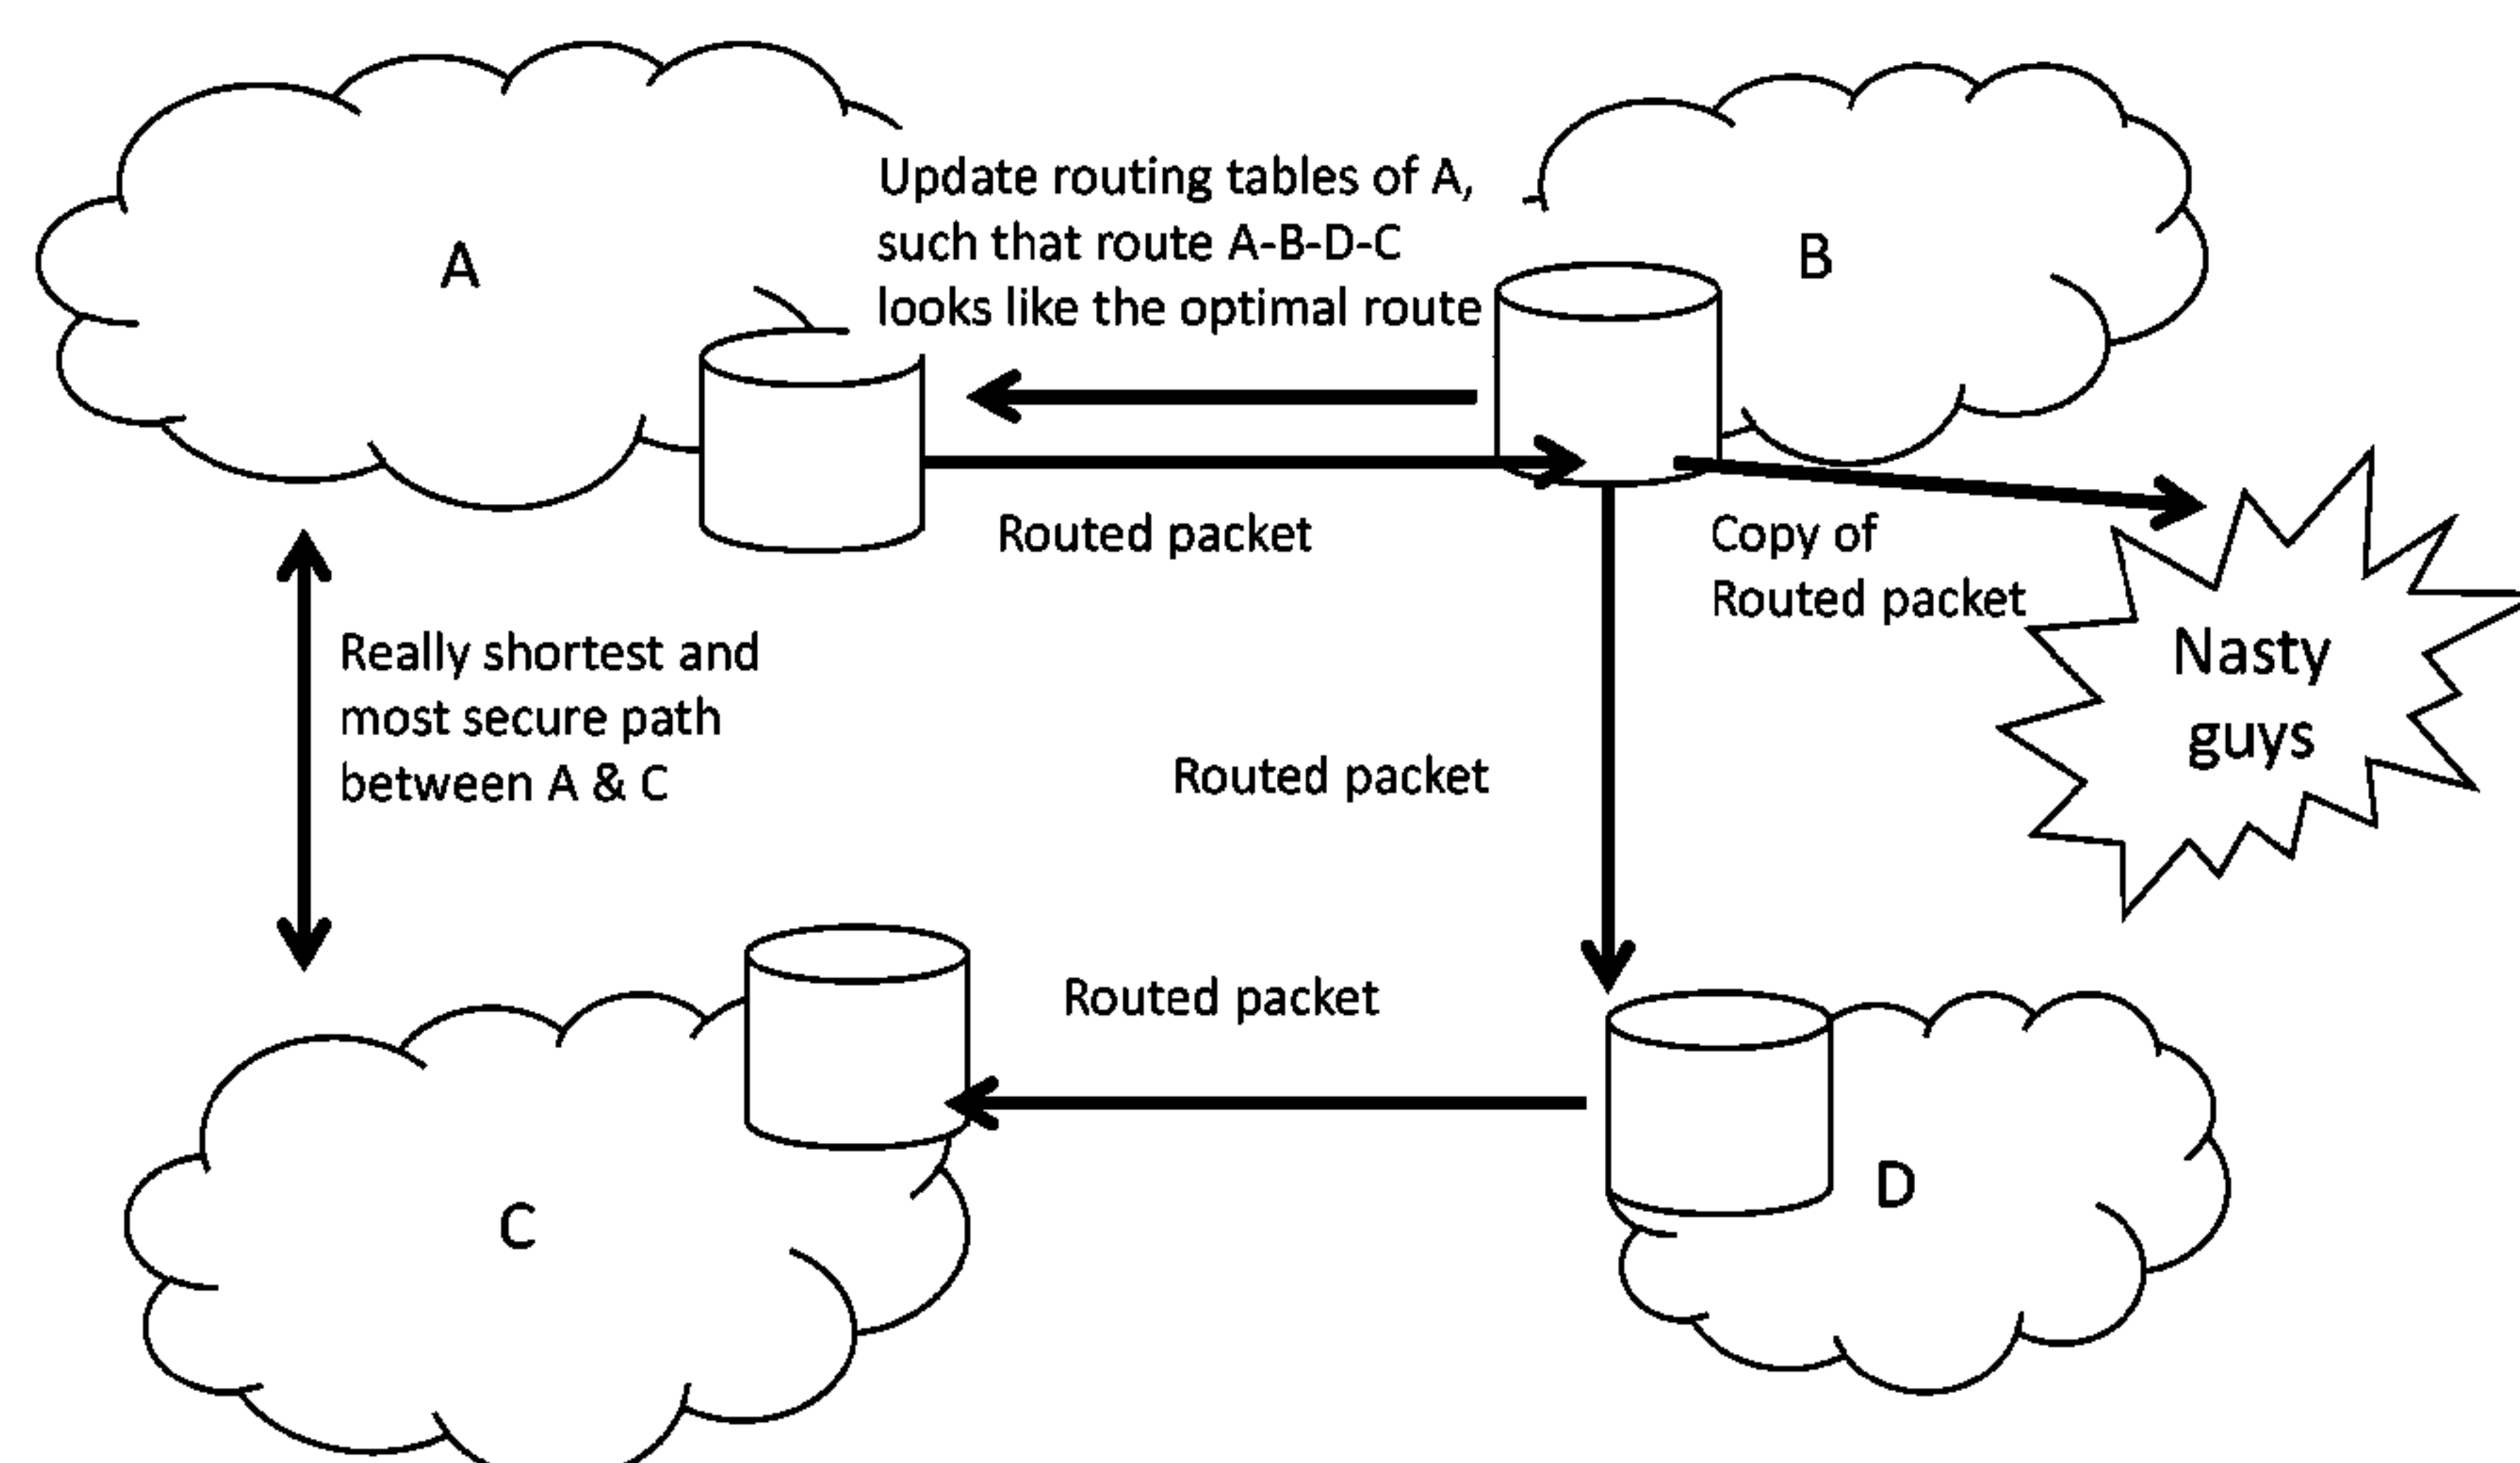 A
Update routing tables of A,
such that route A-B-D-C
looks like the optimal route
B
Routed packet
Copy of
Routed packet
Nasty
guys
Really shortest and
most secure path
between A & C
Routed packet
Routed packet
C
D